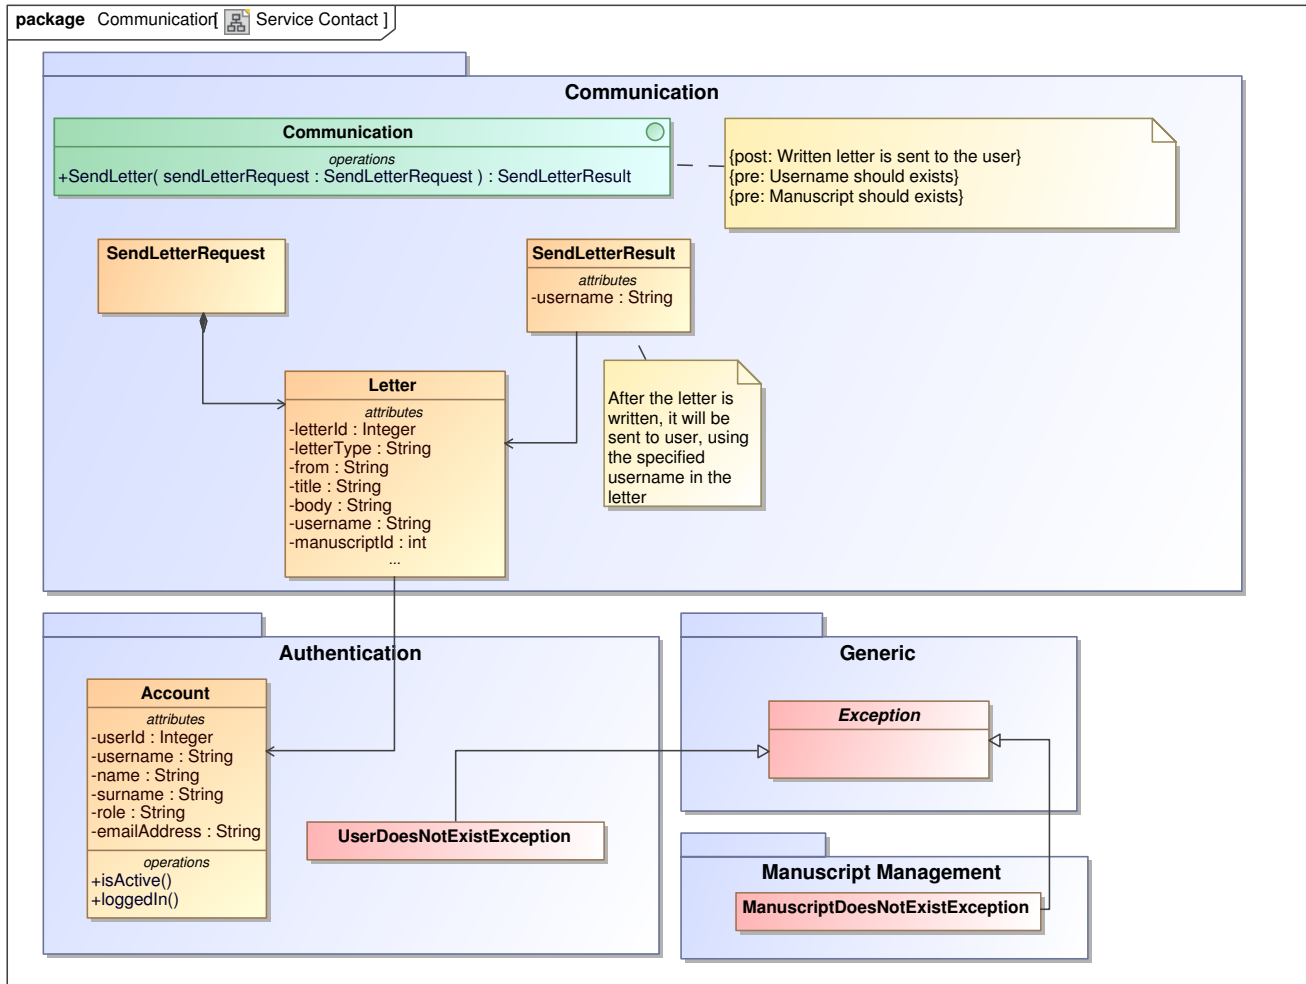 package Communication[ Service Contact ]
Communication
Communication
operations
+SendLetter( sendLetterRequest : SendLetterRequest ) : SendLetterResult
{post: Written letter is sent to the user}
{pre: Username should exists}
{pre: Manuscript should exists}
SendLetterRequest
SendLetterResult
attributes
-username : String
Letter
attributes
-letterId : Integer
-letterType : String
-from : String
-title : String
-body : String
-username : String
-manuscriptId : int
...
After the letter is
written, it will be
sent to user, using
the specified
username in the
letter
Authentication
Account
attributes
-userId : Integer
-username : String
-name : String
-surname : String
-role : String
-emailAddress : String
operations
+isActive()
+loggedIn()
UserDoesNotExistException
Generic
Exception
Manuscript Management
ManuscriptDoesNotExistException